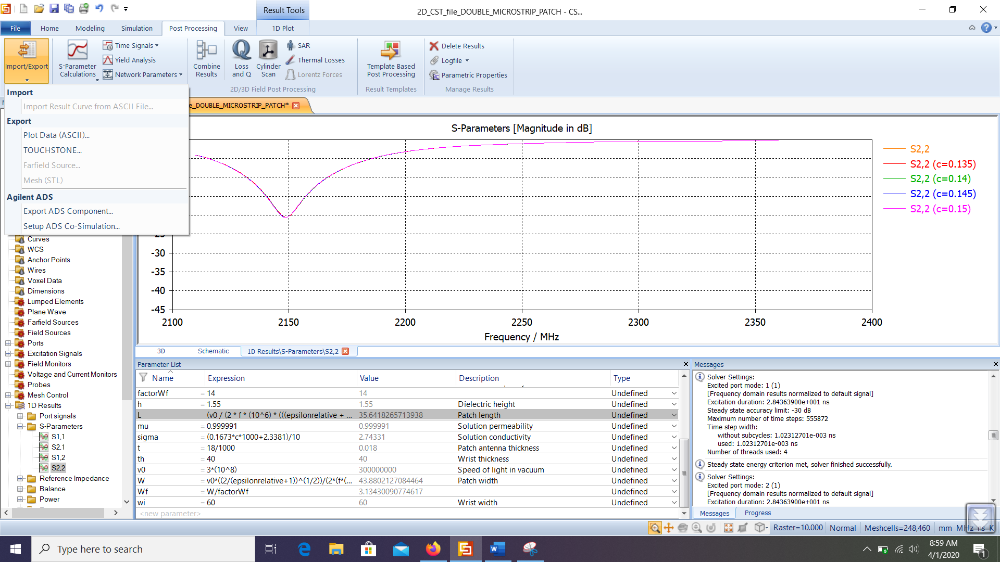 Result Tools
2D_CST_file_DOUBLE_MICROSTRIP_PATCH - CS...
File
Home
Modeling
Simulation
Post Processing
View
1D Plot
Import/Export
S-Parameter
Calculations
Time Signals
Yield Analysis
Network Parameters
Combine
Results
Loss
and Q
Cylinder
Scan
SAR
Thermal Losses
Lorentz Forces
2D/3D Field Post Processing
Template Based
Post Processing
Result Templates
Delete Results
Logfile
Parametric Properties
Manage Results
Import
Import Result Curve from ASCII File...
Export
Plot Data (ASCII)...
TOUCHSTONE...
Farfield Source...
Mesh (STL)
Agilent ADS
Export ADS Component...
Setup ADS Co-Simulation...
e_DOUBLE_MICROSTRIP_PATCH*
S-Parameters [Magnitude in dB]
S2,2
S2,2 (c=0.135)
S2,2 (c=0.14)
S2,2 (c=0.145)
S2,2 (c=0.15)
-30
-35
-40
-45
2100 2150 2200 2250 2300 2350 2400
Frequency / MHz
Curves
WCS
Anchor Points
Wires
Voxel Data
Dimensions
Lumped Elements
Plane Wave
Farfield Sources
Field Sources
Ports
Excitation Signals
Field Monitors
Voltage and Current Monitors
Probes
Mesh Control
1D Results
Port signals
S-Parameters
S1,1
S2,1
S1,2
S2,2
Reference Impedance
Balance
Power
3D
Schematic
1D Results\S-Parameters\S2,2
Parameter List
Name Expression Value Description Type
factorWf = 14 14 Undefined
h = 1.55 1.55 Dielectric height Undefined
L (v0 / (2 * f * (10^6) * (((epsilonrelative + ... 35.6418265713938 Patch length Undefined
mu = 0.999991 0.999991 Solution permeability Undefined
sigma = (0.1673*c*1000+2.3381)/10 2.74331 Solution conductivity Undefined
t = 18/1000 0.018 Patch antenna thickness Undefined
th = 40 40 Wrist thickness Undefined
v0 = 3*(10^8) 300000000 Speed of light in vacuum Undefined
W = v0*((2/(epsilonrelative+1))^(1/2))/(2*(f*(... 43.8802127084464 Patch width Undefined
Wf = W/factorWf 3.13430090774617 Undefined
wi = 60 60 Wrist width Undefined
<new parameter>
Messages
Solver Settings:
Excited port mode: 1 (1)
[Frequency domain results normalized to default signal]
Excitation duration: 2.84363900e+001 ns
Steady state accuracy limit: -30 dB
Maximum number of time steps: 555872
Time step width:
without subcycles: 1.02312701e-003 ns
used: 1.02312701e-003 ns
Number of threads used: 4
Steady state energy criterion met, solver finished successfully.
Solver Settings:
Excited port mode: 2 (1)
[Frequency domain results normalized to default signal]
Excitation duration: 2.84363900e+001 ns
Messages
Progress
Raster=10.000 Normal Meshcells=248,460 mm MHz ns K
Type here to search
8:59 AM
4/1/2020
1